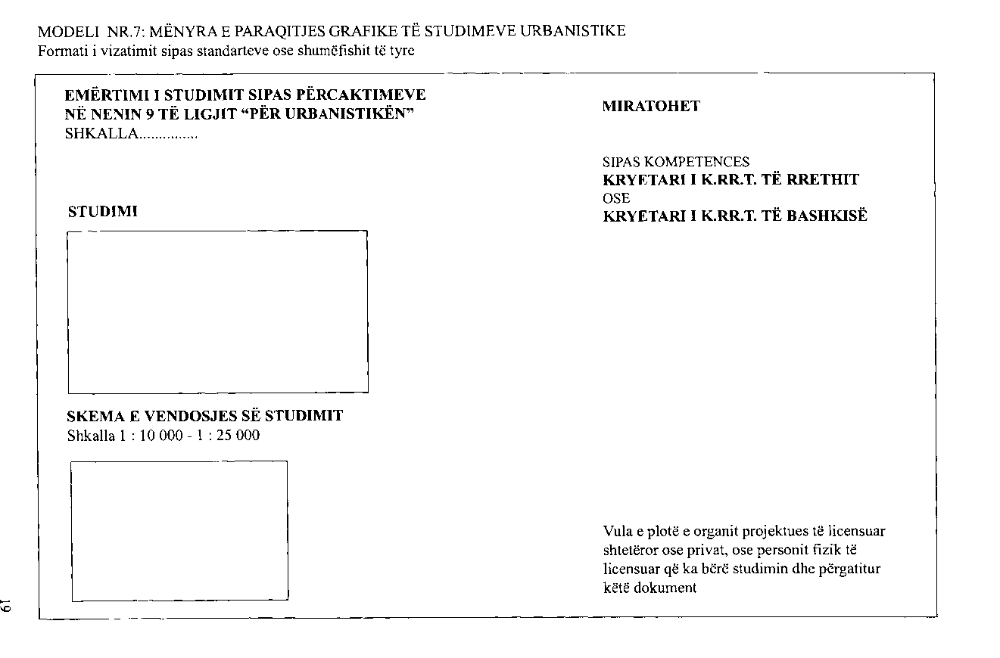 MODELI NR.7: MËNYRA E PARAQITJES GRAFIKE TË STUDIMEVE URBANISTIKE
Formati i vizatimit sipas standarteve ose shumëfishit të tyre
EMËRTIMI I STUDIMIT SIPAS PËRCAKTIMEVE
NË NENIN 9 TË LIGJIT “PËR URBANISTIKËN”
SHKALLA...............
MIRATOHET
SIPAS KOMPETENCES
KRYETARI I K.RR.T. TË RRETHIT
OSE
KRYETARI I K.RR.T. TË BASHKISË
STUDIMI
SKEMA E VENDOSJES SË STUDIMIT
Shkalla 1 : 10 000 - 1 : 25 000
Vula e plotë e organit projektues të licensuar
shtetëror ose privat, ose personit fizik të
licensuar që ka bërë studimin dhe përgatitur
këtë dokument
19